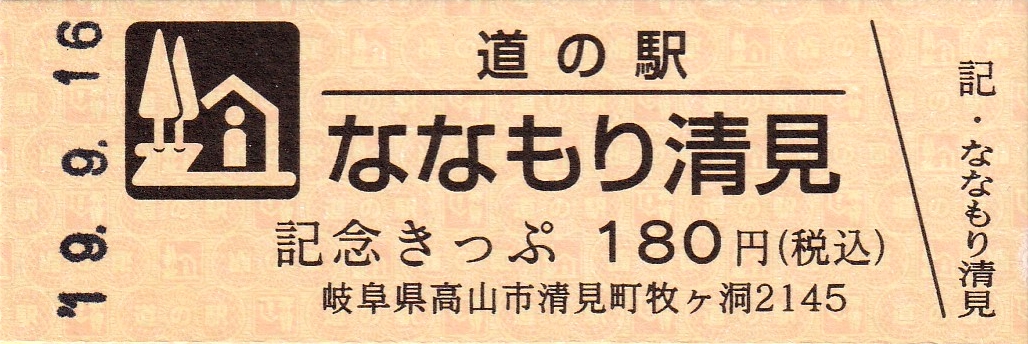 19.9.16
道の駅
ななもり清見
記念きっぷ 180円(税込)
岐阜県高山市清見町牧ヶ洞2145
記・ななもり清見